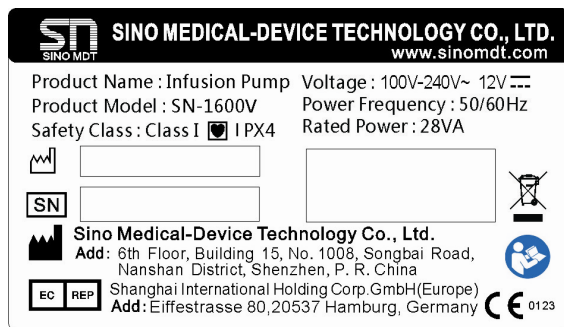 SINO MDT
SINO MEDICAL-DEVICE TECHNOLOGY CO., LTD.
www.sinomdt.com
Product Name : Infusion Pump
Product Model : SN-1600V
Safety Class : Class I IPX4
Voltage : 100V-240V~ 12V
Power Frequency : 50/60Hz
Rated Power : 28VA
SN
Sino Medical-Device Technology Co., Ltd.
Add: 6th Floor, Building 15, No. 1008, Songbai Road,
Nanshan District, Shenzhen, P. R. China
EC REP
Shanghai International Holding Corp.GmbH(Europe)
Add: Eiffestrasse 80,20537 Hamburg, Germany
CE 0123